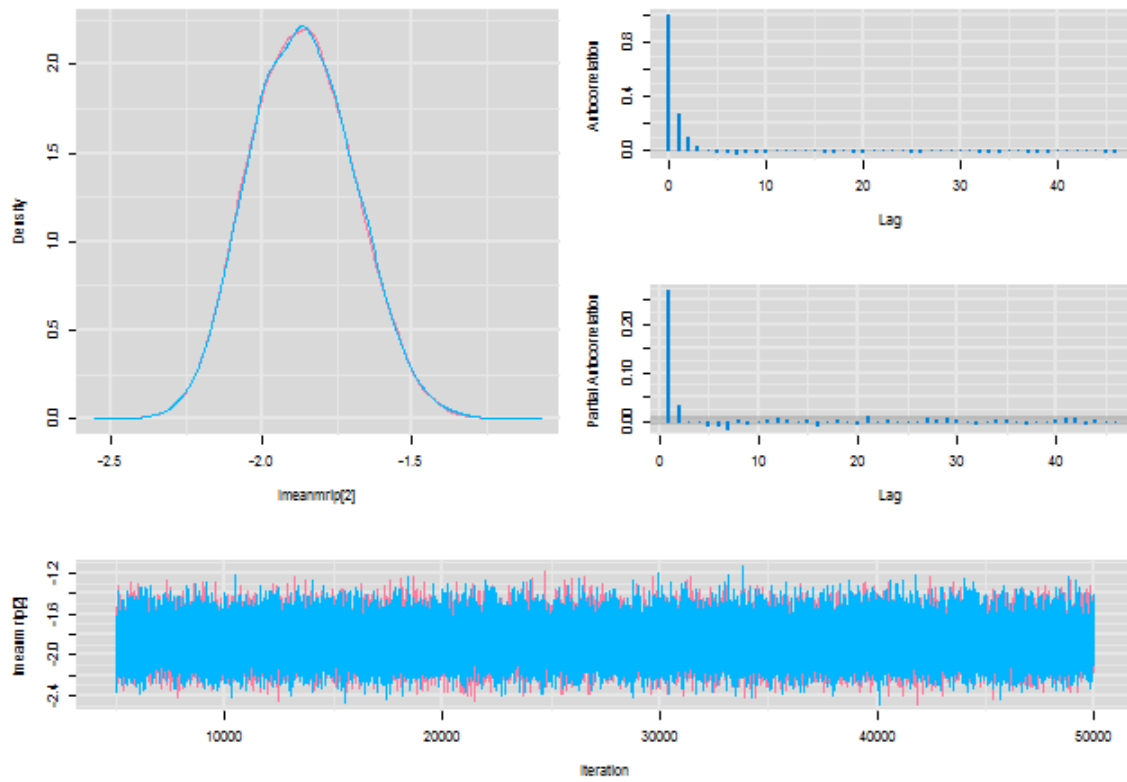 Density
0.0 0.5 1.0 1.5 2.0
-2.5 -2.0 -1.5
lmeanmrlp[2]
Autocorrelation
0.0 0.4 0.8
0 10 20 30 40
Lag
Partial Autocorrelation
0.00 0.10 0.20
0 10 20 30 40
Lag
lmeanmrlp[2]
-2.4 -2.0 -1.6 -1.2
10000 20000 30000 40000 50000
Iteration